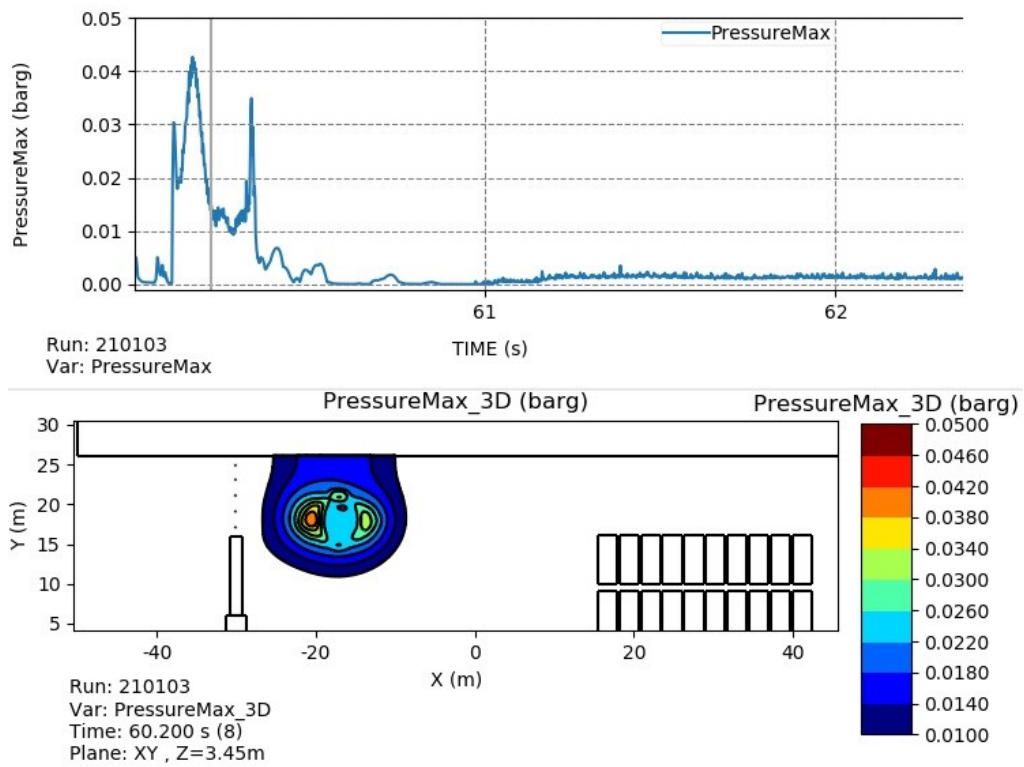 0.05
0.04
0.03
0.02
0.01
0.00
PressureMax (barg)
PressureMax
61
62
TIME (s)
Run: 210103
Var: PressureMax
PressureMax_3D (barg)
PressureMax_3D (barg)
30
25
20
15
10
5
Y (m)
-40
-20
0
20
40
X (m)
0.0500
0.0460
0.0420
0.0380
0.0340
0.0300
0.0260
0.0220
0.0180
0.0140
0.0100
Run: 210103
Var: PressureMax_3D
Time: 60.200 s (8)
Plane: XY , Z=3.45m